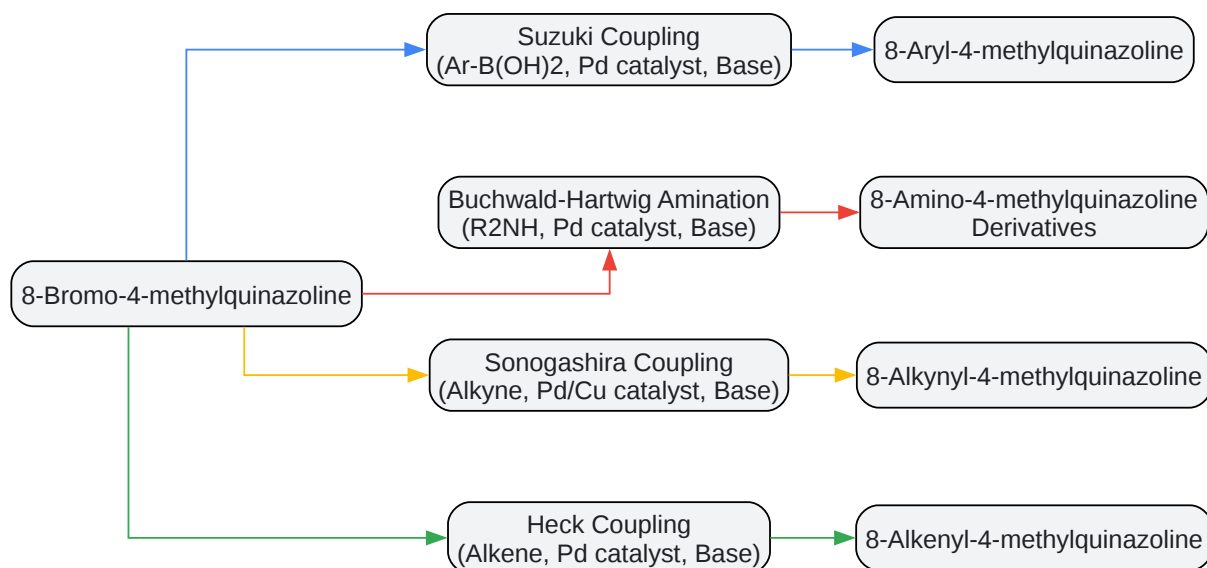 Suzuki Coupling
(Ar-B(OH)2, Pd catalyst, Base)
8-Aryl-4-methylquinazoline
Buchwald-Hartwig Amination
(R2NH, Pd catalyst, Base)
8-Amino-4-methylquinazoline
Derivatives
8-Bromo-4-methylquinazoline
Sonogashira Coupling
(Alkyne, Pd/Cu catalyst, Base)
8-Alkynyl-4-methylquinazoline
Heck Coupling
(Alkene, Pd catalyst, Base)
8-Alkenyl-4-methylquinazoline